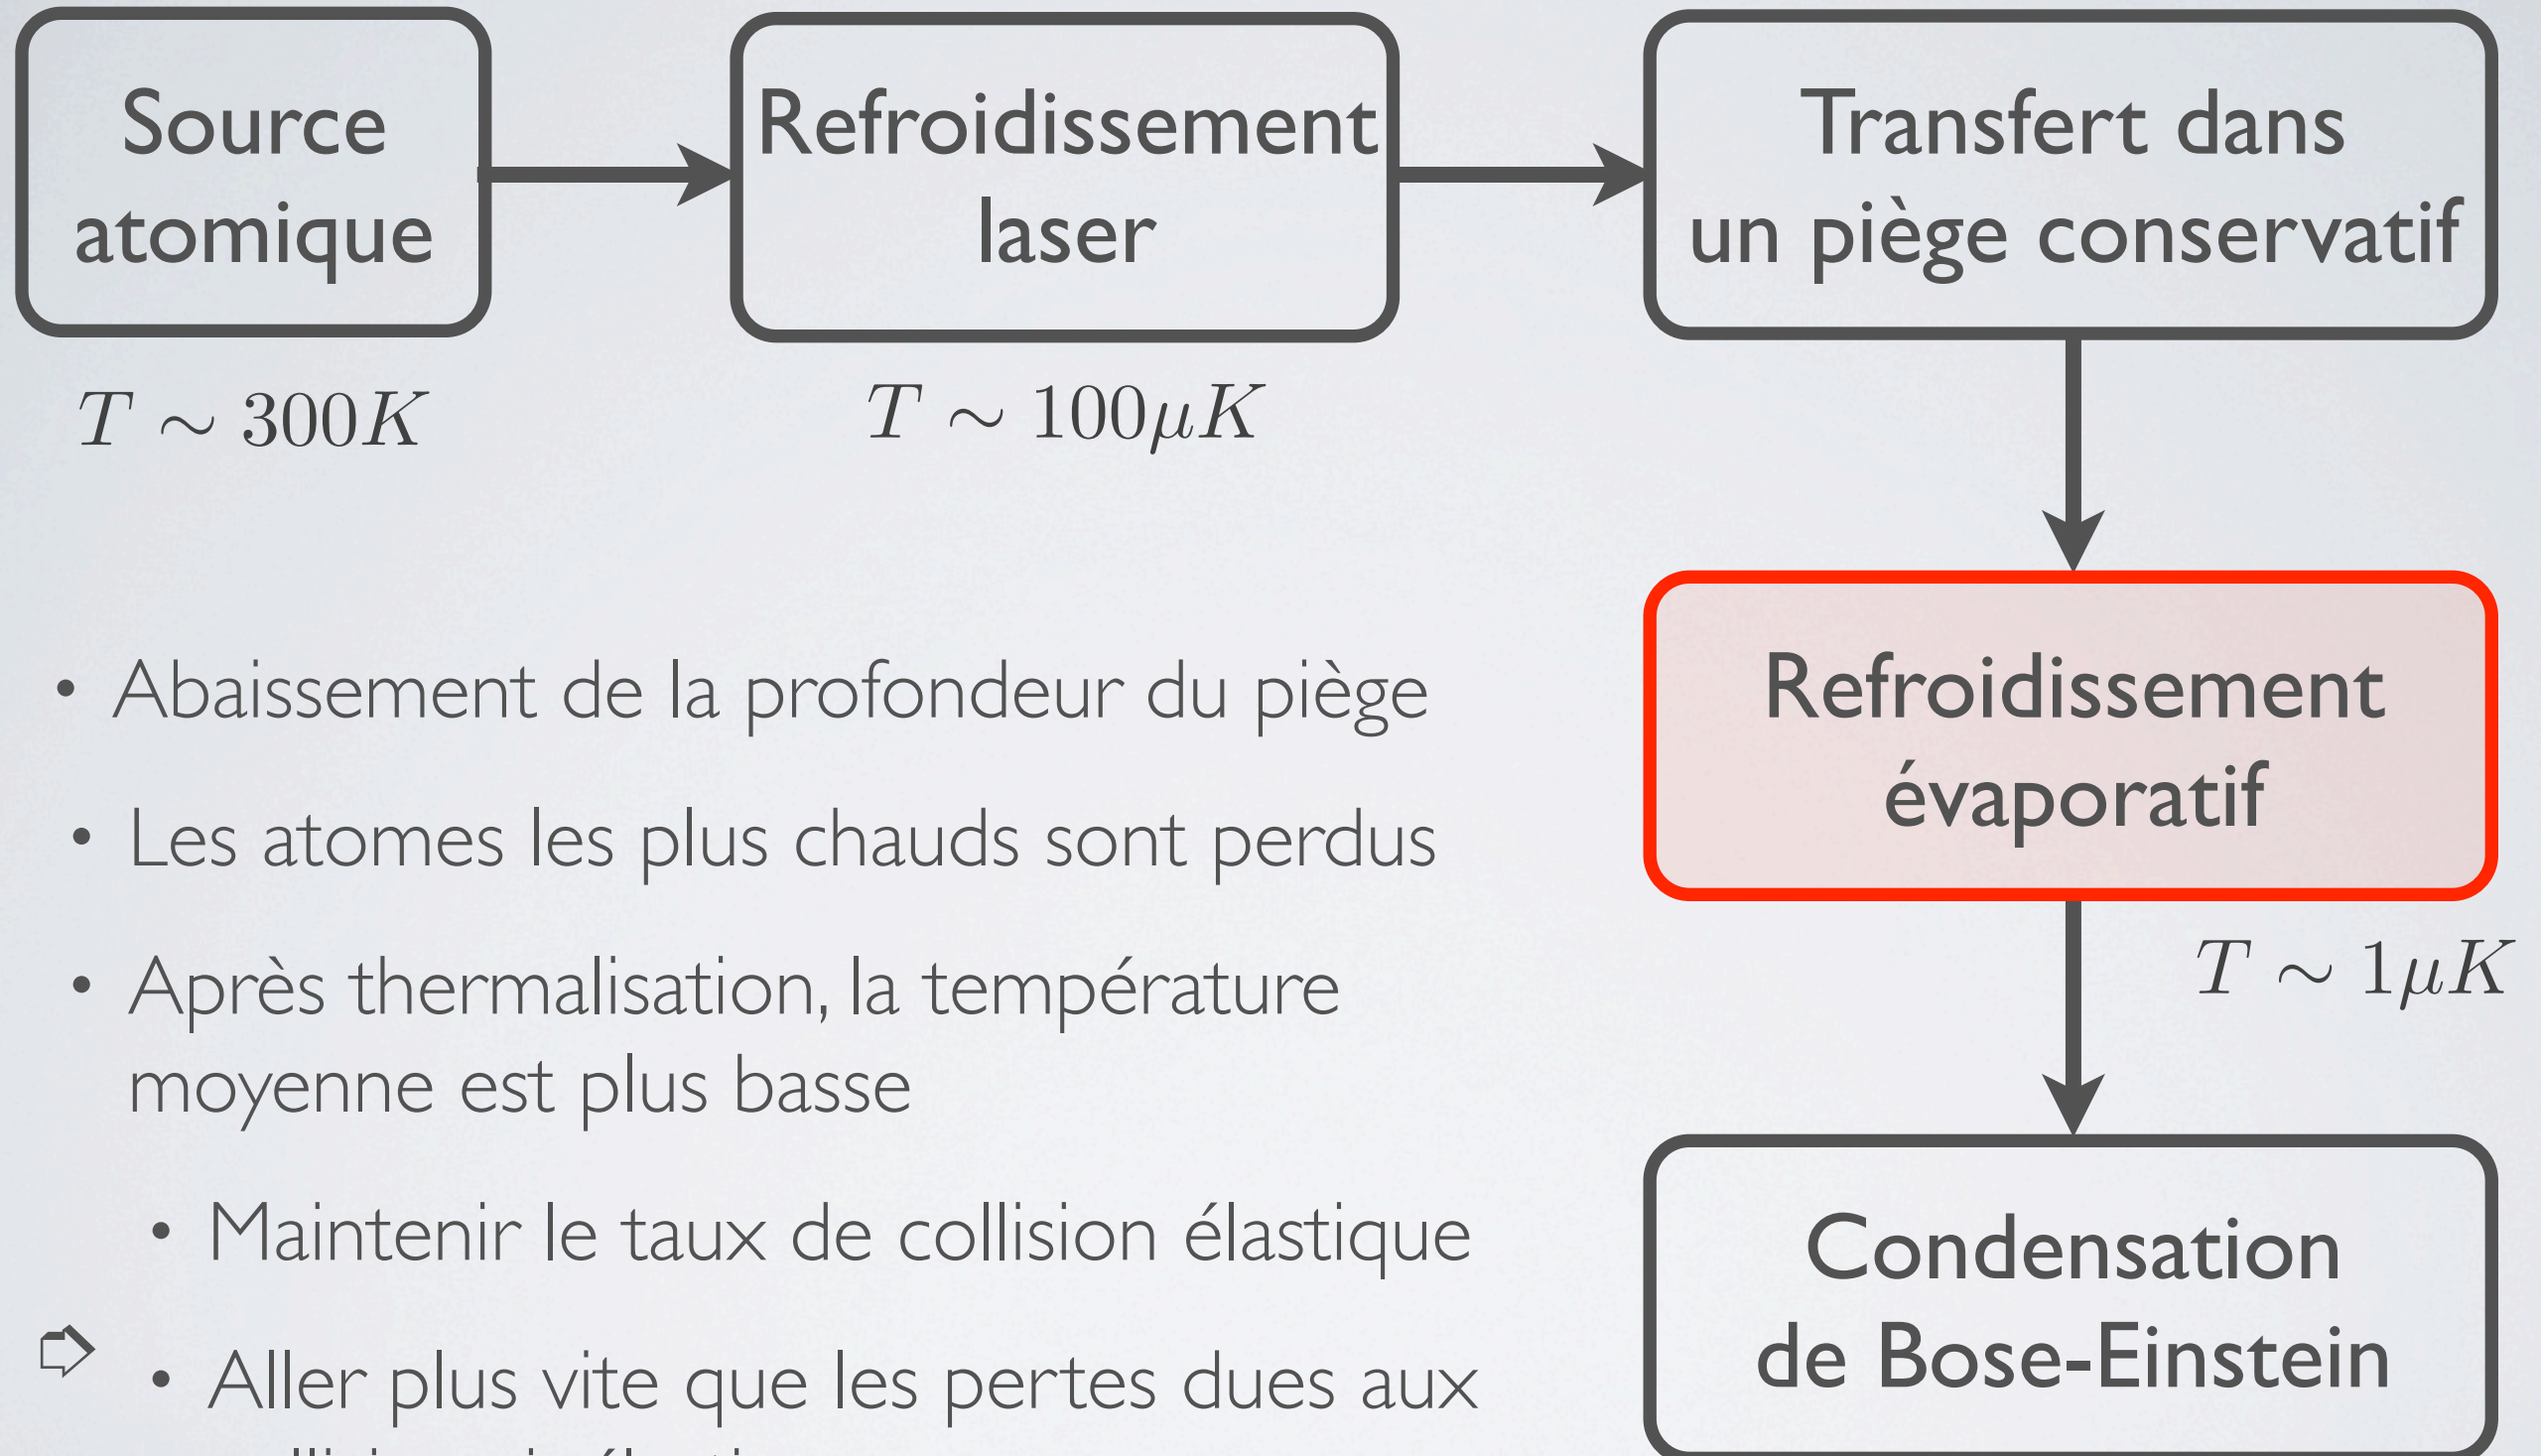 Source
atomique
Refroidissement
laser
Transfert dans
un piège conservatif
T ∼ 300K
T ∼ 100μK
Refroidissement
évaporatif
T ∼ 1μK
Condensation
de Bose-Einstein
• Abaissement de la profondeur du piège
• Les atomes les plus chauds sont perdus
• Après thermalisation, la température
moyenne est plus basse
• Maintenir le taux de collision élastique
• Aller plus vite que les pertes dues aux